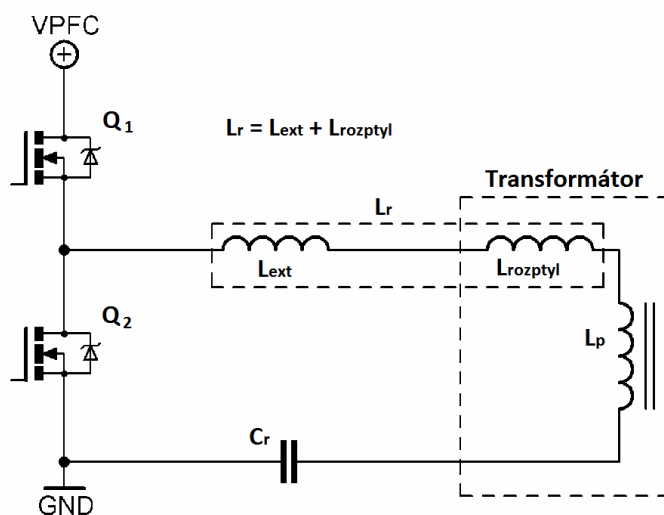 VPFC
Q1
Lr = Lext + Lrozptyl
Transformátor
Lr
Lext
Lrozptyl
Q2
Lp
Cr
GND